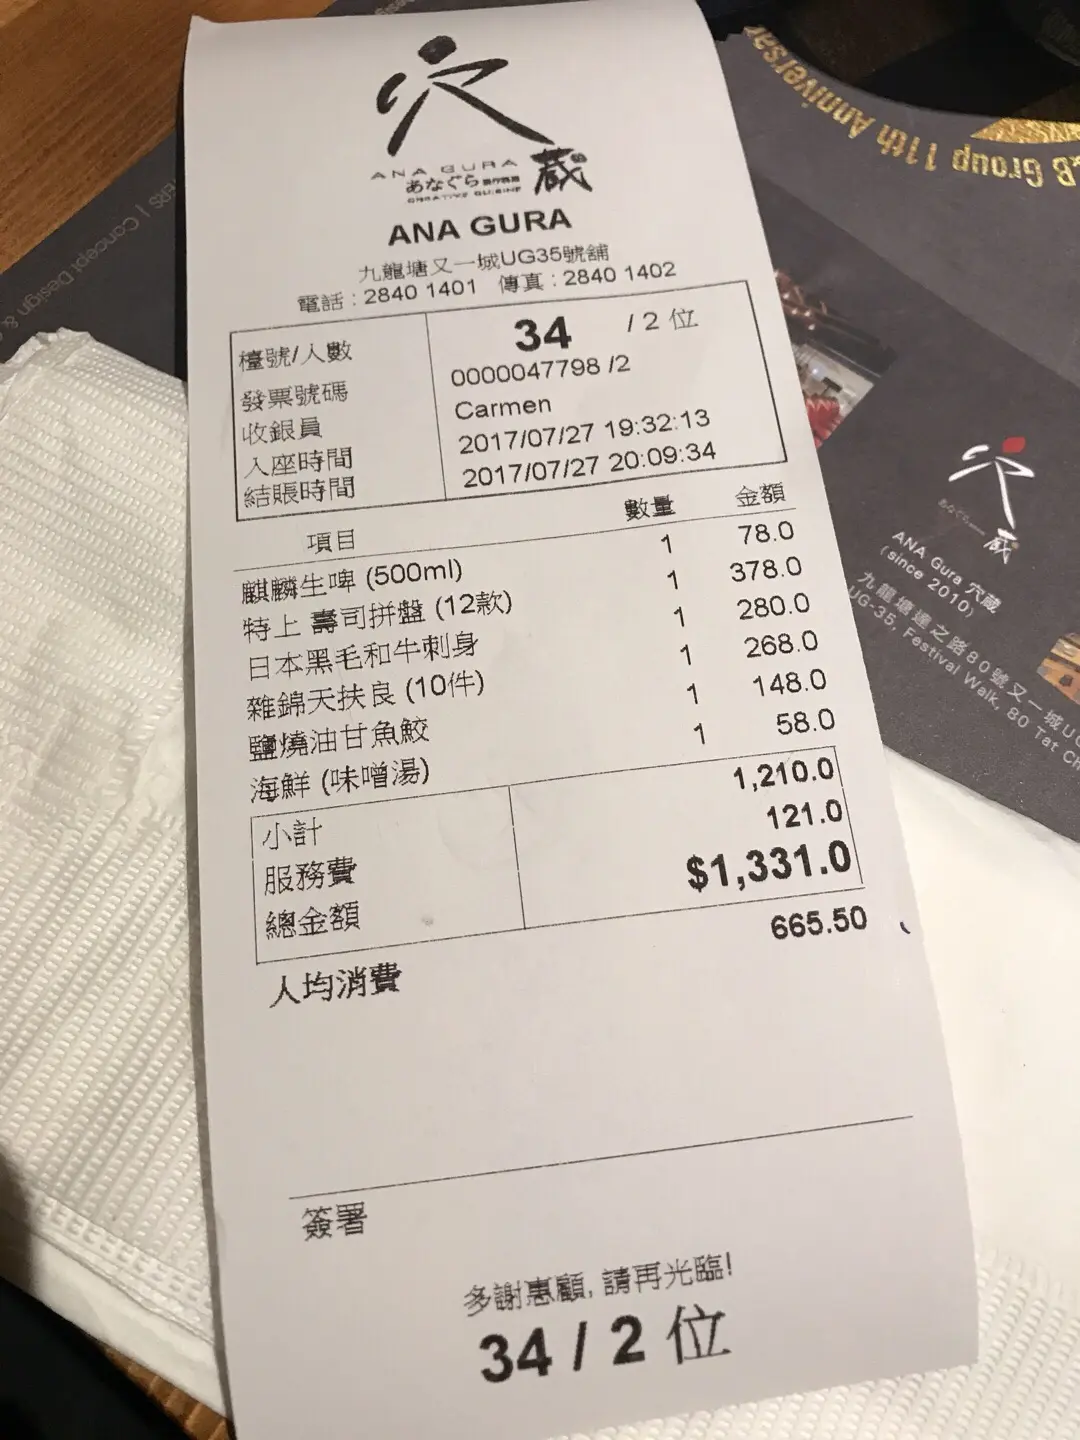 穴
ANA GURA
あなぐら 蔵
CREATIVE CUISINE
ANA GURA
九龍塘又一城UG35號舖
電話 : 2840 1401 傳真 : 2840 1402
檯號/人數 34 / 2 位
發票號碼 0000047798 /2
收銀員 Carmen
入座時間 2017/07/27 19:32:13
結賬時間 2017/07/27 20:09:34
項目 數量 金額
麒麟生啤 (500ml) 1 78.0
特上 壽司拼盤 (12款) 1 378.0
日本黑毛和牛刺身 1 280.0
雜錦天扶良 (10件) 1 268.0
鹽燒油甘魚鮫 1 148.0
海鮮 (味噌湯) 1 58.0
小計 1,210.0
服務費 121.0
總金額 $1,331.0
人均消費 665.50
簽署
多謝惠顧, 請再光臨!
34 / 2 位
B Group 11th Anniversar
Concept Design &
穴
蔵
ANA Gura 穴蔵
(since 2010)
九龍塘達之路80號又一城U
UG-35, Festival Walk, 80 Tat Ch